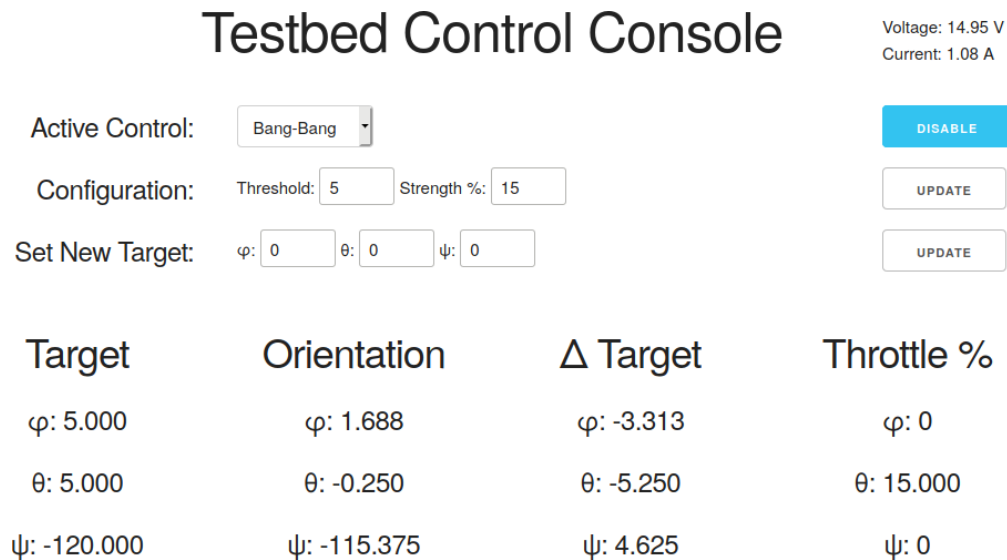 Testbed Control Console
Voltage: 14.95 V
Current: 1.08 A
Active Control: Bang-Bang DISABLE
Configuration: Threshold: 5 Strength %: 15 UPDATE
Set New Target: φ: 0 θ: 0 ψ: 0 UPDATE
Target Orientation Δ Target Throttle %
φ: 5.000 φ: 1.688 φ: -3.313 φ: 0
θ: 5.000 θ: -0.250 θ: -5.250 θ: 15.000
ψ: -120.000 ψ: -115.375 ψ: 4.625 ψ: 0